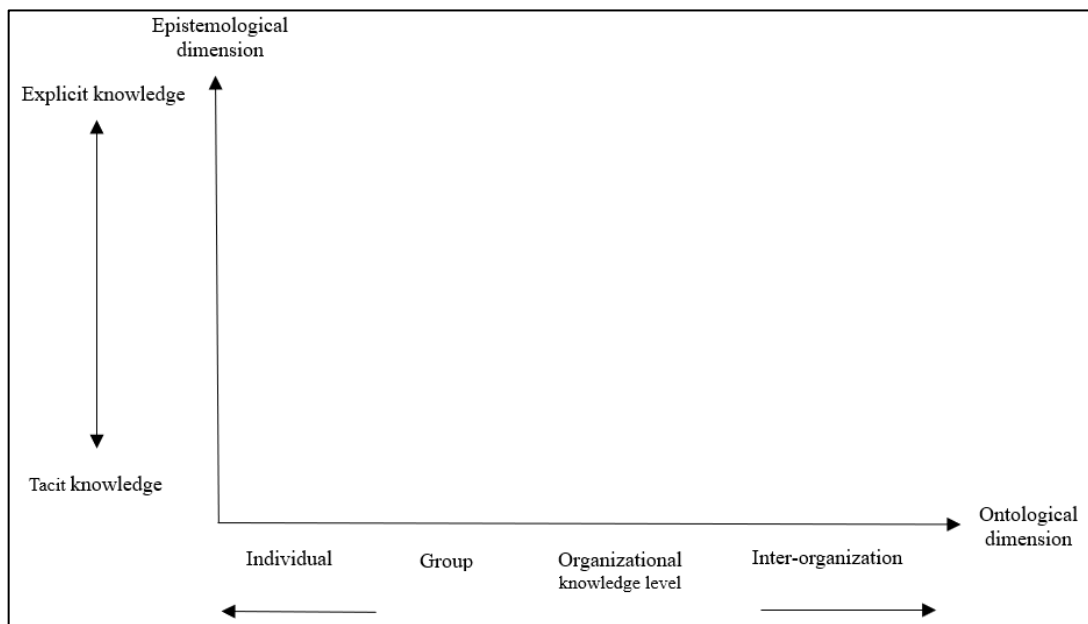 Epistemological
dimension
Explicit knowledge
Tacit knowledge
Ontological
dimension
Individual
Group
Organizational
knowledge level
Inter-organization